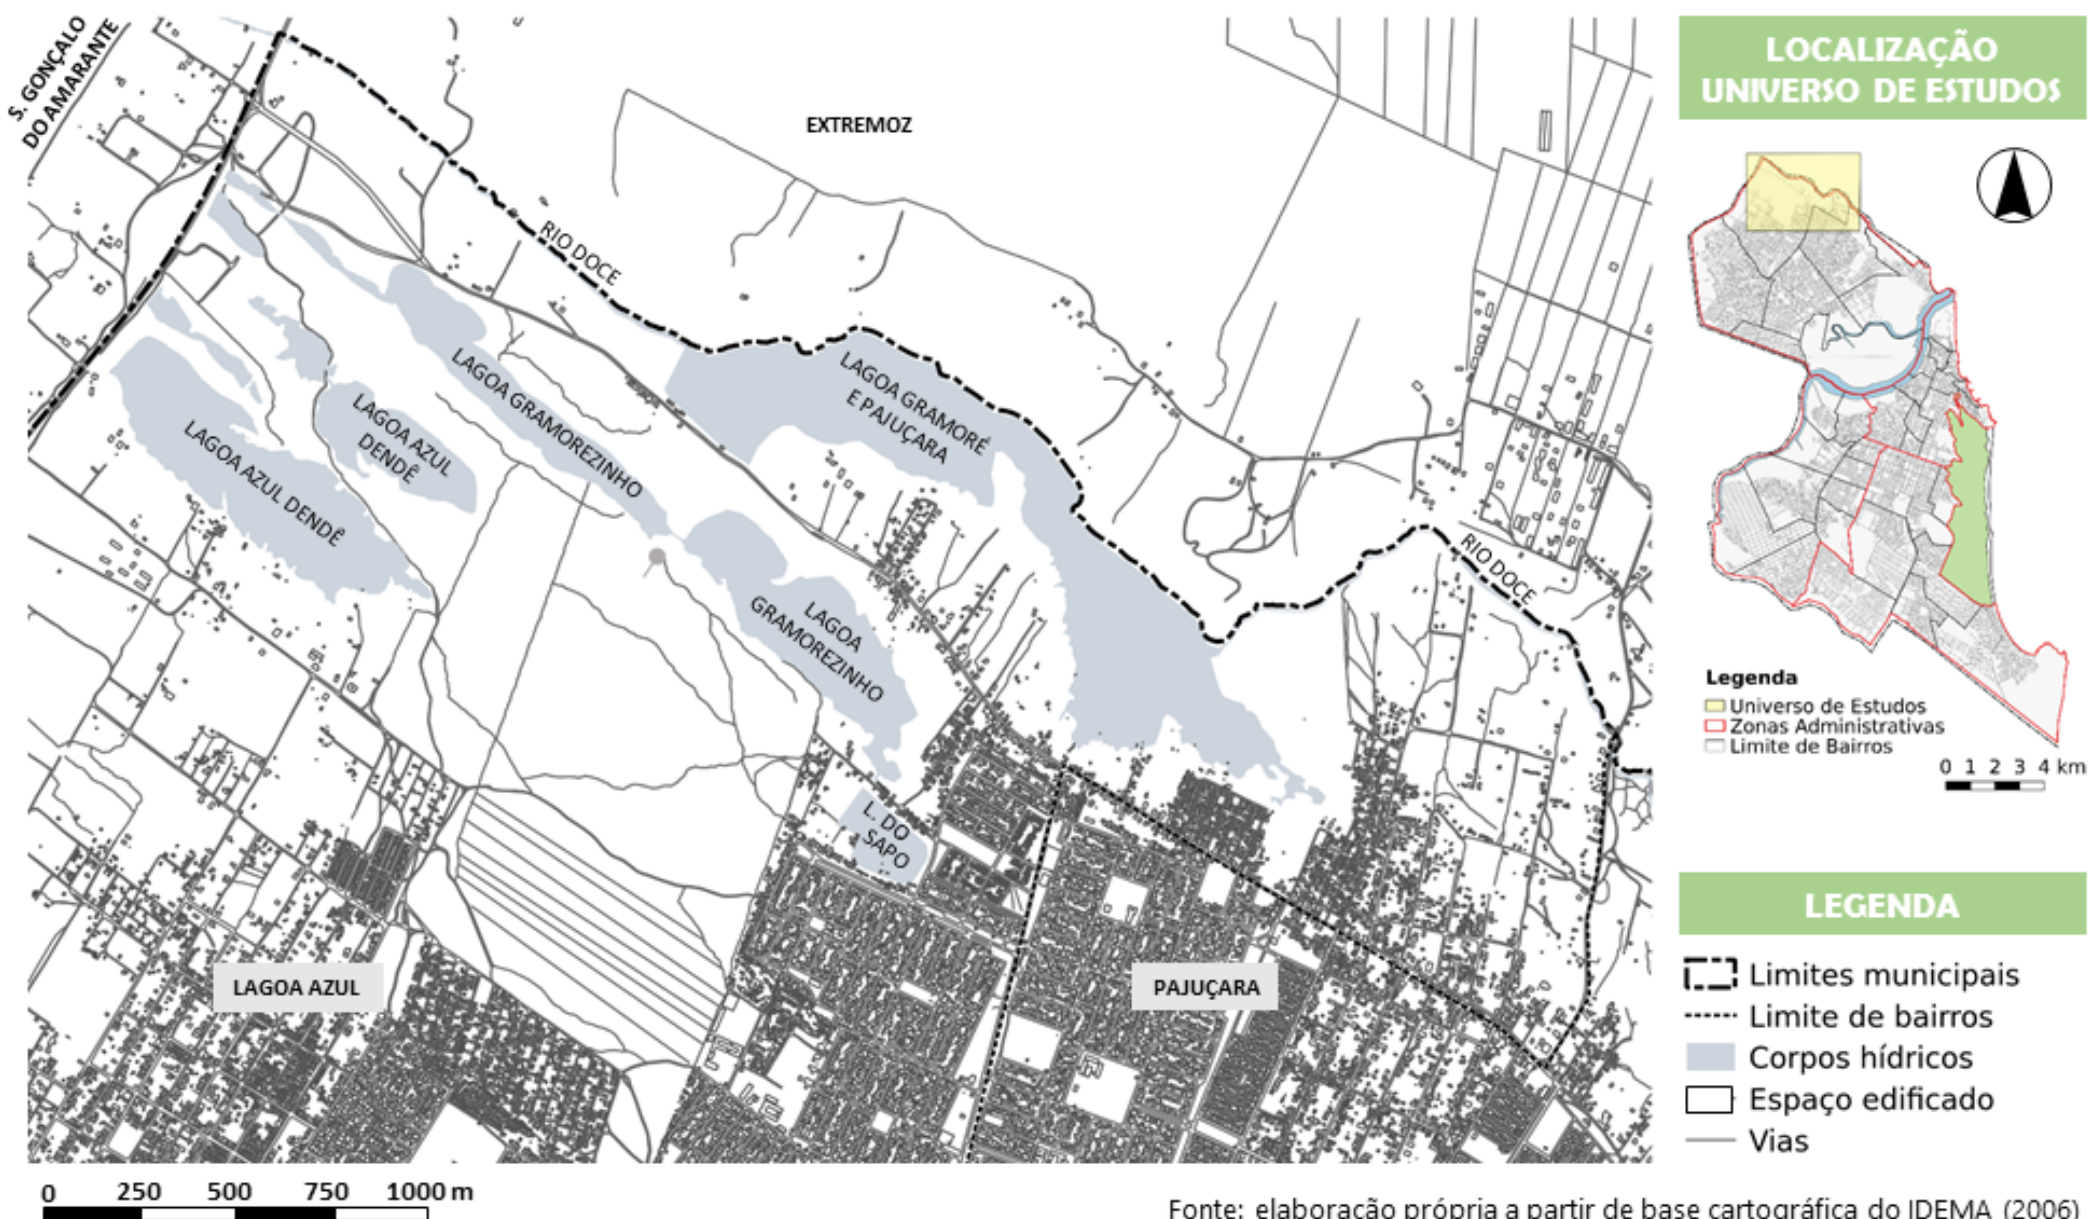 S. GONÇALO
DO AMARANTE
EXTREMOZ
RIO DOCE
LAGOA GRAMORÉ
E PAJUÇARA
LAGOA GRAMOREZINHO
LAGOA AZUL
DENDÊ
LAGOA AZUL DENDÊ
RIO DOCE
LAGOA
GRAMOREZINHO
L. DO
SAPO
LAGOA AZUL
PAJUÇARA
0 250 500 750 1000 m
LOCALIZAÇÃO
UNIVERSO DE ESTUDOS
Legenda
Universo de Estudos
Zonas Administrativas
Limite de Bairros
0 1 2 3 4 km
LEGENDA
Limites municipais
Limite de bairros
Corpos hídricos
Espaço edificado
Vias
Fonte: elaboração própria a partir de base cartográfica do IDEMA (2006)